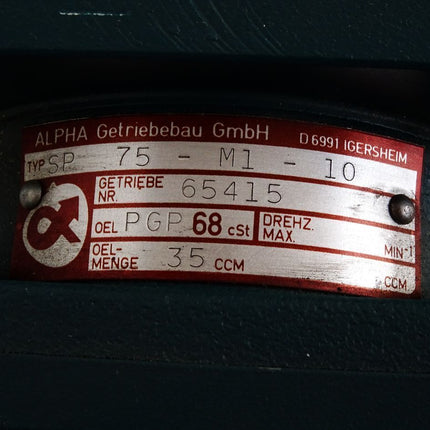 ALPHA Getriebebau GmbH D 6991 IGERSHEIM
TYP SP 75 - M1 - 10
GETRIEBE NR. 65415
OEL PGP 68 cSt DREHZ. MAX. MIN-1
OEL-MENGE 35 CCM CCM